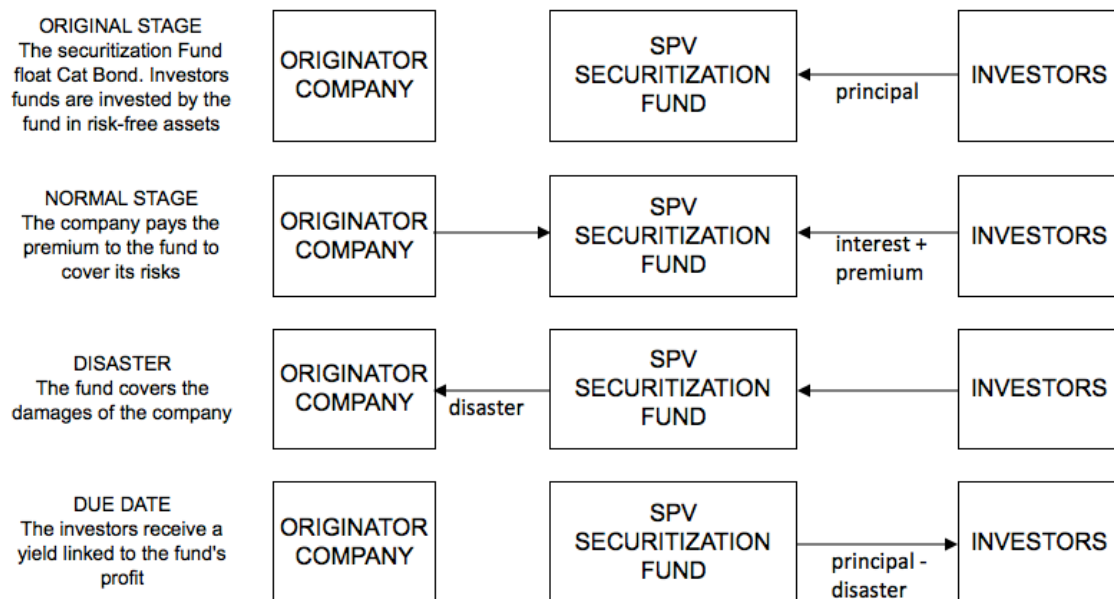 ORIGINAL STAGE
The securitization Fund
float Cat Bond. Investors
funds are invested by the
fund in risk-free assets
ORIGINATOR
COMPANY
SPV
SECURITIZATION
FUND
principal
INVESTORS
NORMAL STAGE
The company pays the
premium to the fund to
cover its risks
ORIGINATOR
COMPANY
SPV
SECURITIZATION
FUND
interest +
premium
INVESTORS
DISASTER
The fund covers the
damages of the company
ORIGINATOR
COMPANY
disaster
SPV
SECURITIZATION
FUND
INVESTORS
DUE DATE
The investors receive a
yield linked to the fund's
profit
ORIGINATOR
COMPANY
SPV
SECURITIZATION
FUND
principal -
disaster
INVESTORS